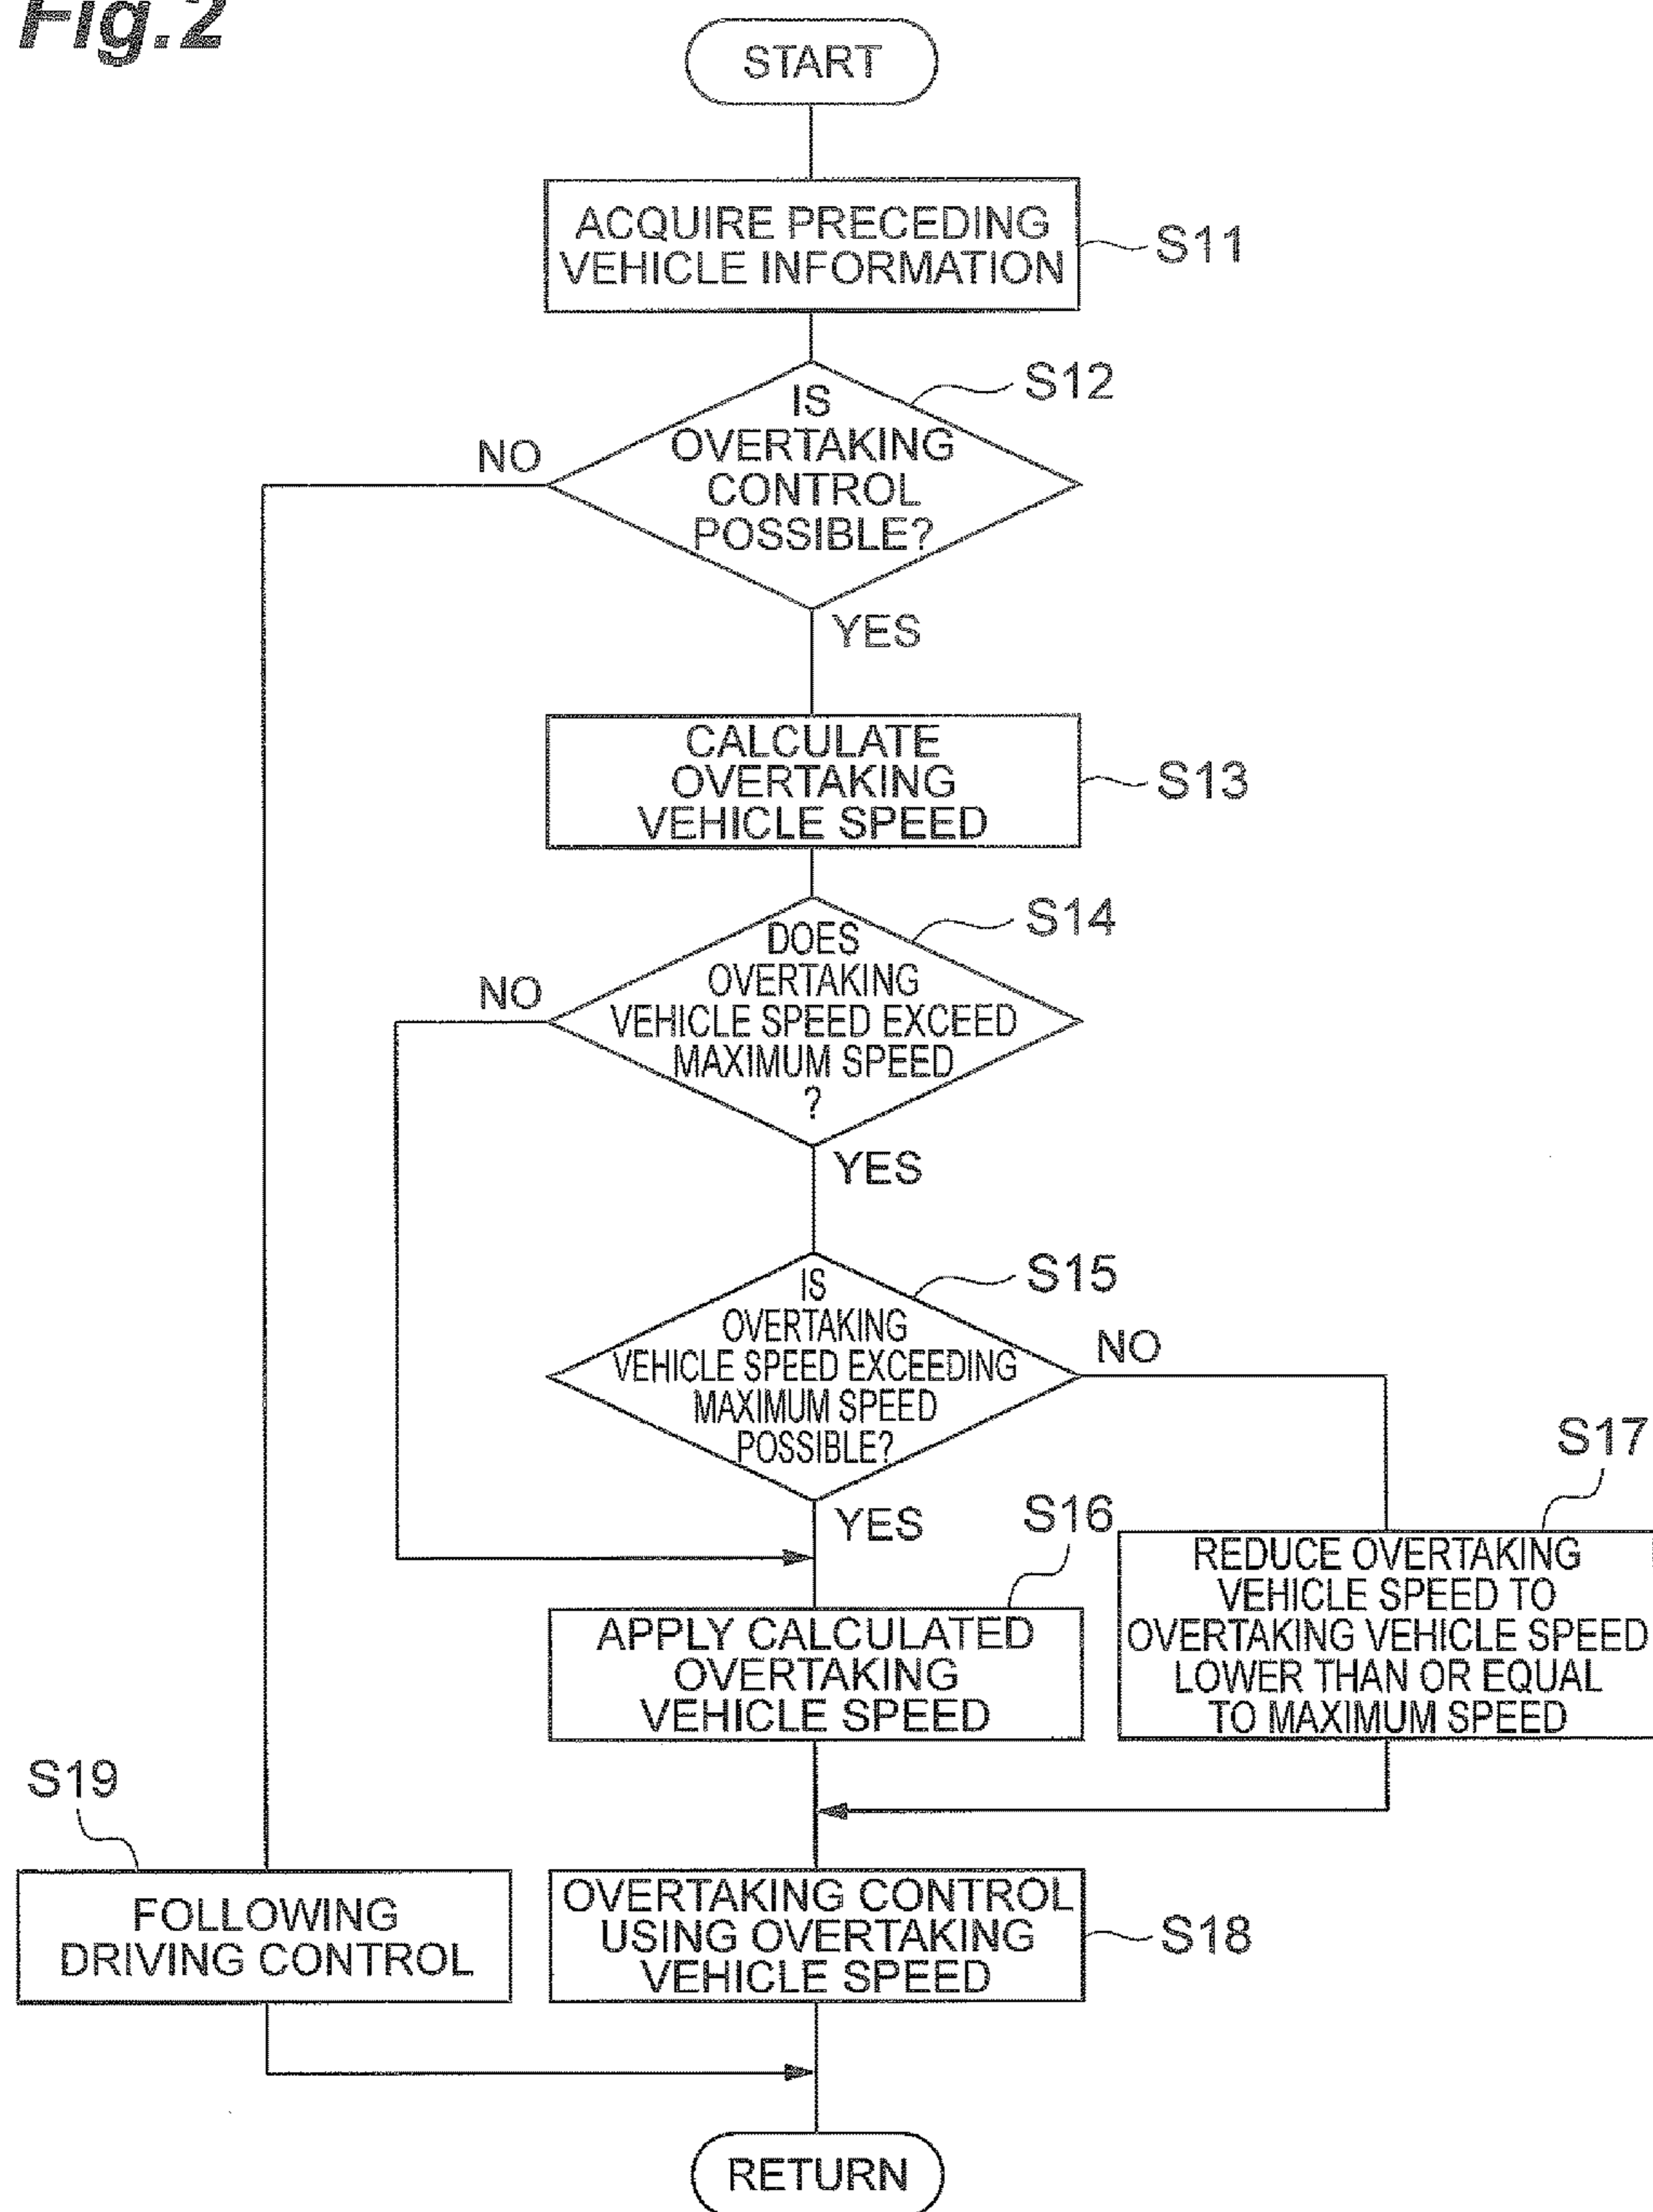 Fig.2
START
ACQUIRE PRECEDING
VEHICLE INFORMATION
S11
IS
OVERTAKING
CONTROL
POSSIBLE?
S12
NO
YES
CALCULATE
OVERTAKING
VEHICLE SPEED
S13
DOES
OVERTAKING
VEHICLE SPEED EXCEED
MAXIMUM SPEED
?
S14
NO
YES
IS
OVERTAKING
VEHICLE SPEED EXCEEDING
MAXIMUM SPEED
POSSIBLE?
S15
NO
YES
S16
APPLY CALCULATED
OVERTAKING
VEHICLE SPEED
S17
REDUCE OVERTAKING
VEHICLE SPEED TO
OVERTAKING VEHICLE SPEED
LOWER THAN OR EQUAL
TO MAXIMUM SPEED
S19
FOLLOWING
DRIVING CONTROL
OVERTAKING CONTROL
USING OVERTAKING
VEHICLE SPEED
S18
RETURN